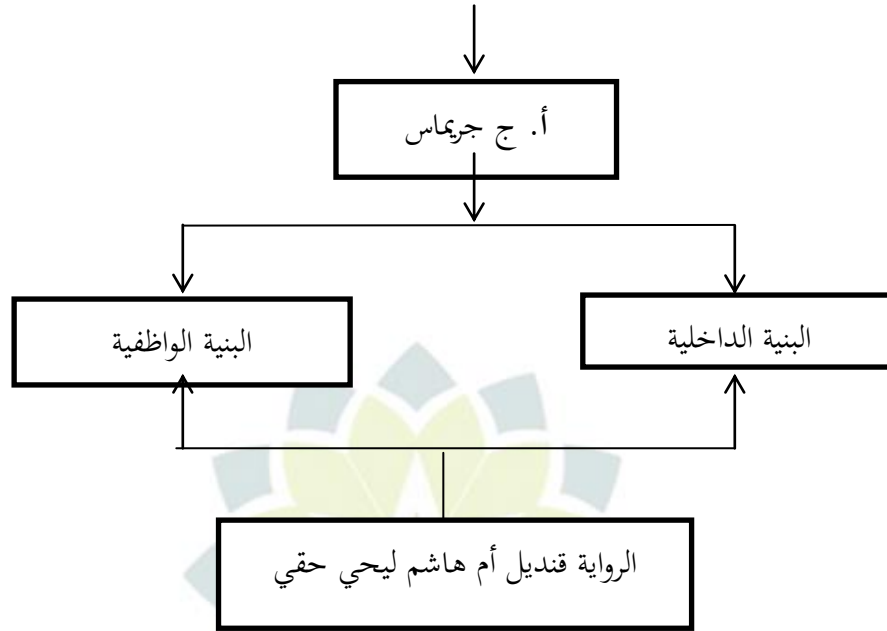 أ. ج جريماس
البنية الداخلية
البنية الواظفية
الرواية قنديل أم هاشم ليحي حقي